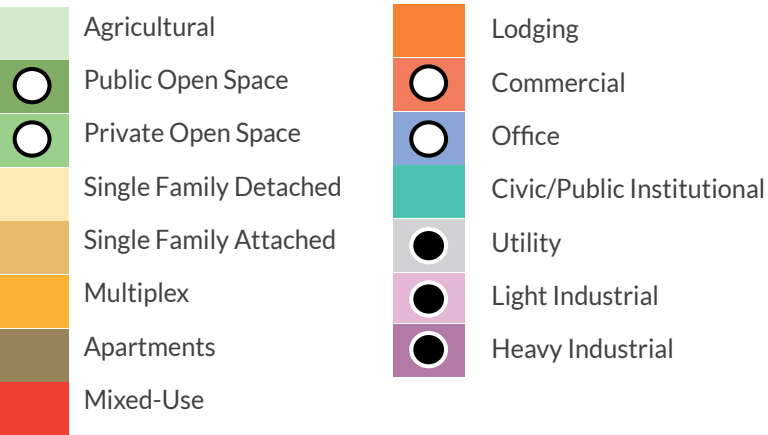 Agricultural
Public Open Space
Private Open Space
Single Family Detached
Single Family Attached
Multiplex
Apartments
Mixed-Use
Lodging
Commercial
Office
Civic/Public Institutional
Utility
Light Industrial
Heavy Industrial